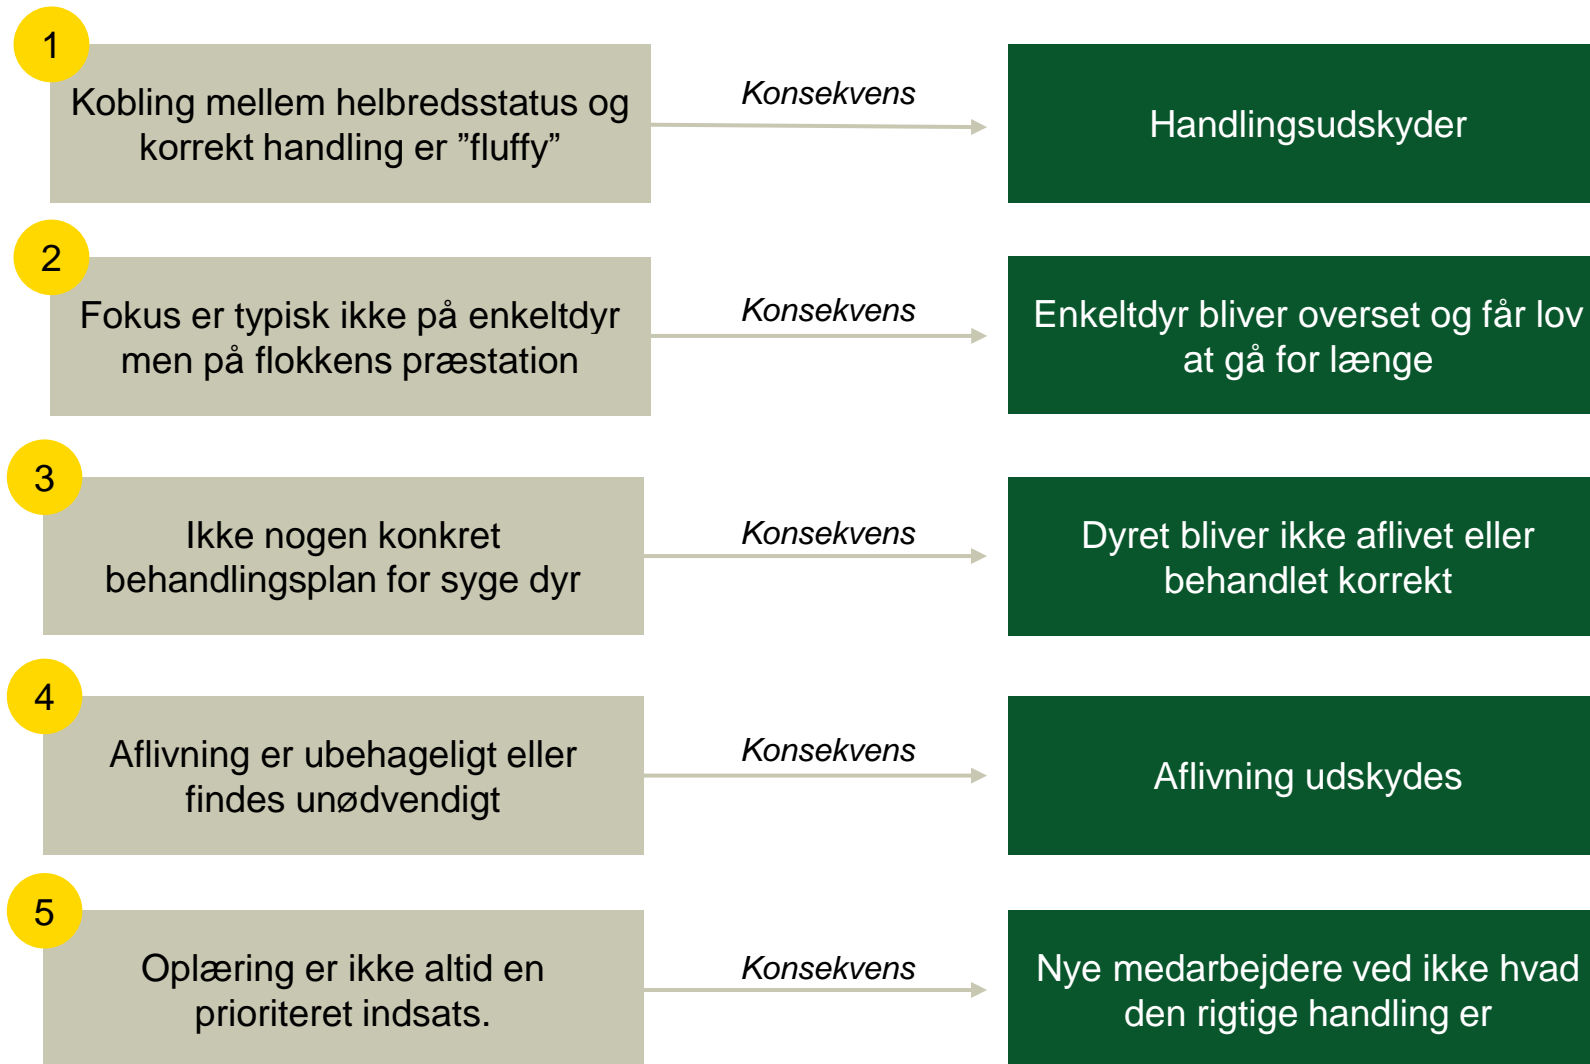 1
Kobling mellem helbredsstatus og
korrekt handling er ”fluffy”
Konsekvens
Handlingsudskyder
2
Fokus er typisk ikke på enkeltdyr
men på flokkens præstation
Konsekvens
Enkeltdyr bliver overset og får lov
at gå for længe
3
Ikke nogen konkret
behandlingsplan for syge dyr
Konsekvens
Dyret bliver ikke aflivet eller
behandlet korrekt
4
Aflivning er ubehageligt eller
findes unødvendigt
Konsekvens
Aflivning udskydes
5
Oplæring er ikke altid en
prioriteret indsats.
Konsekvens
Nye medarbejdere ved ikke hvad
den rigtige handling er